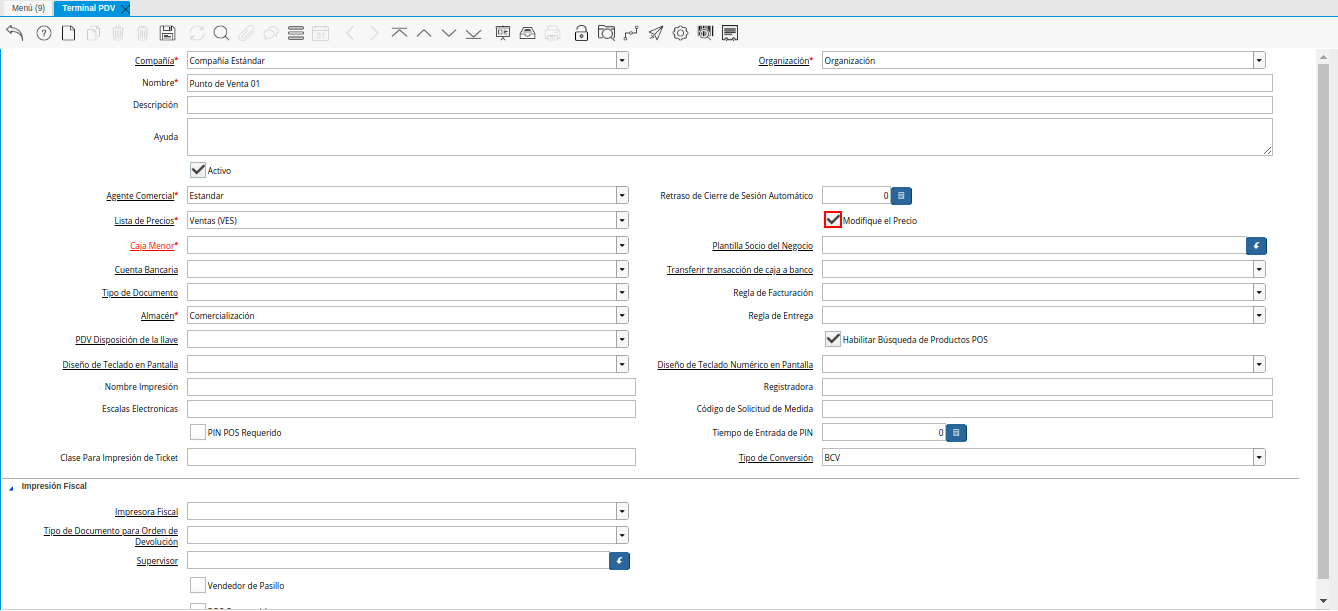 Menú (9) Terminal PDV
Compañía* Compañía Estándar Organización* Organización
Nombre* Punto de Venta 01
Descripción
Ayuda
Activo
Agente Comercial* Estandar Retraso de Cierre de Sesión Automático 0
Lista de Precios* Ventas (VES) Modifique el Precio
Caja Menor* Plantilla Socio del Negocio
Cuenta Bancaria Transferir transacción de caja a banco
Tipo de Documento Regla de Facturación
Almacén* Comercialización Regla de Entrega
PDV Disposición de la llave Habilitar Búsqueda de Productos POS
Diseño de Teclado en Pantalla Diseño de Teclado Numérico en Pantalla
Nombre Impresión Registradora
Escalas Electronicas Código de Solicitud de Medida
PIN POS Requerido Tiempo de Entrada de PIN 0
Clase Para Impresión de Ticket Tipo de Conversión BCV
Impresión Fiscal
Impresora Fiscal
Tipo de Documento para Orden de
Devolución
Supervisor
Vendedor de Pasillo